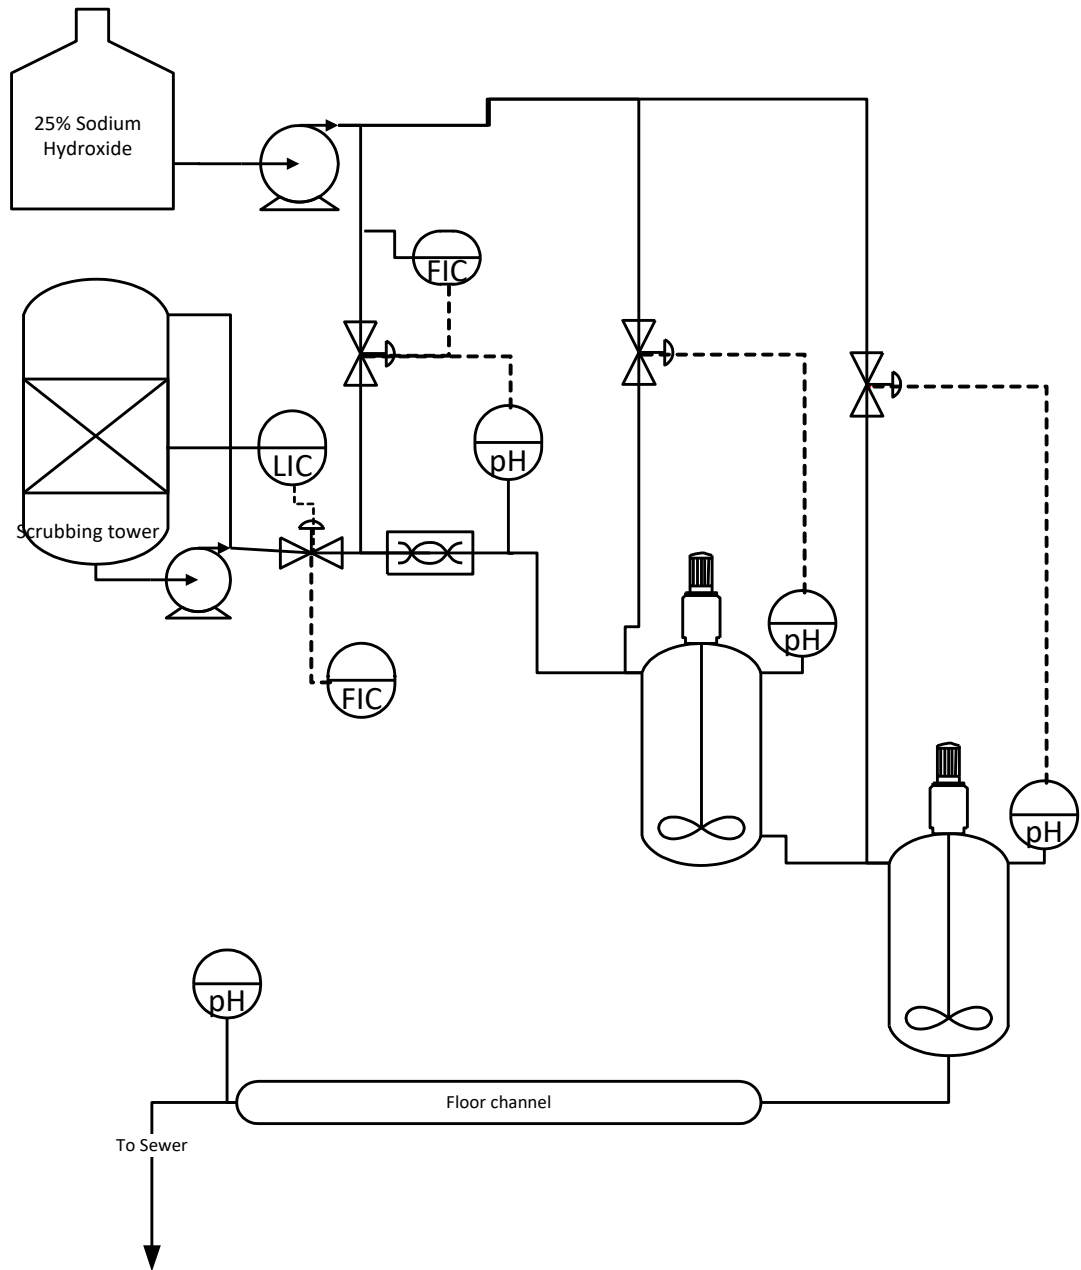 25% Sodium
Hydroxide
FIC
LIC
pH
Scrubbing tower
pH
FIC
pH
pH
Floor channel
To Sewer